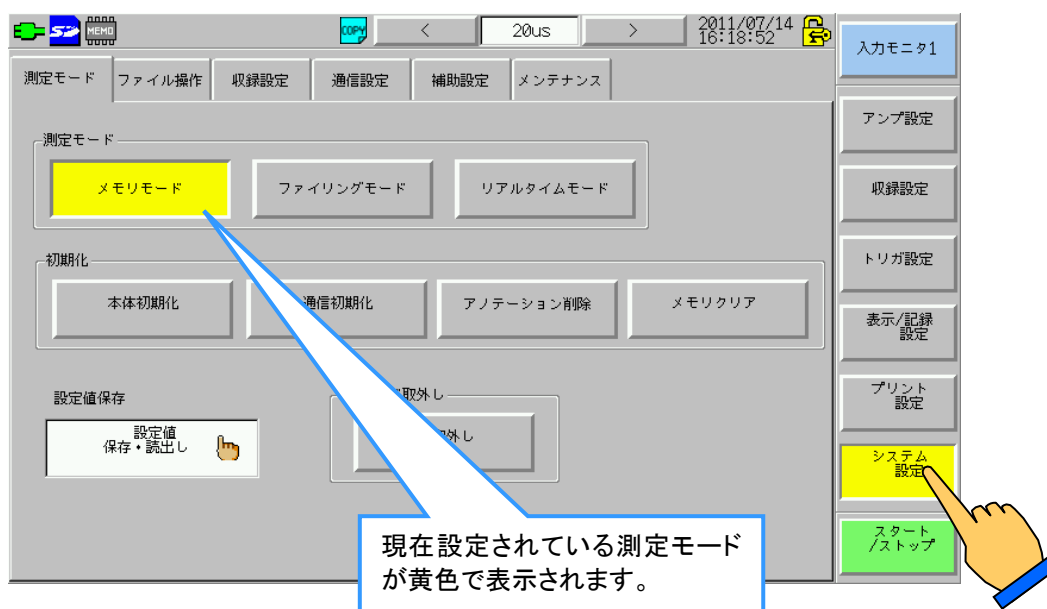 SD MEMO COPY < 20us > 2011/07/14
16:18:52
入力モニタ1
測定モード ファイル操作 収録設定 通信設定 補助設定 メンテナンス
アンプ設定
測定モード
メモリモード ファイリングモード リアルタイムモード
収録設定
初期化
トリガ設定
本体初期化 通信初期化 アノテーション削除 メモリクリア
表示/記録
設定
設定値保存
取外し
プリント
設定
設定値
保存・読出し
外し
システム
設定
スタート
/ストップ
現在設定されている測定モード
が黄色で表示されます。